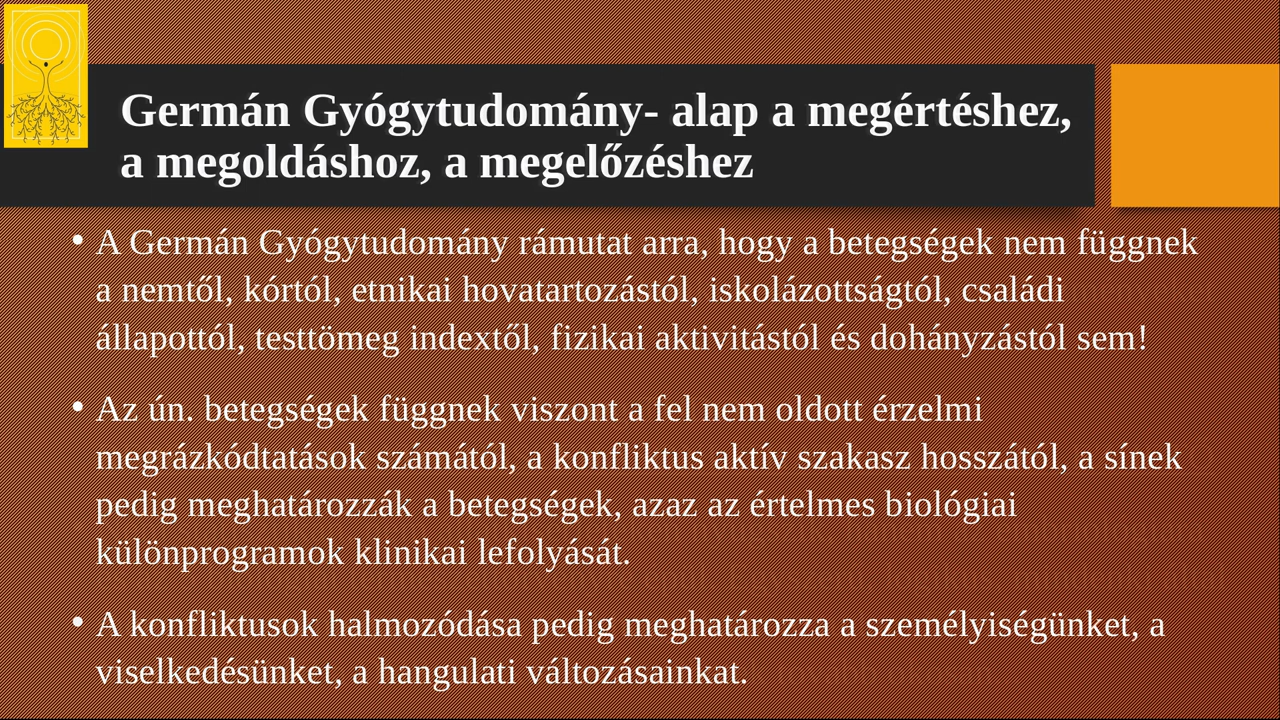 Germán Gyógytudomány- alap a megértéshez,
a megoldáshoz, a megelőzéshez
• A Germán Gyógytudomány rámutat arra, hogy a betegségek nem függnek
a nemtől, kórtól, etnikai hovatartozástól, iskolázottságtól, családi
állapottól, testtömeg indextől, fizikai aktivitástól és dohányzástól sem!
• Az ún. betegségek függnek viszont a fel nem oldott érzelmi
megrázkódtatások számától, a konfliktus aktív szakasz hosszától, a sínek
pedig meghatározzák a betegségek, azaz az értelmes biológiai
különprogramok klinikai lefolyását.
• A konfliktusok halmozódása pedig meghatározza a személyiségünket, a
viselkedésünket, a hangulati változásainkat.